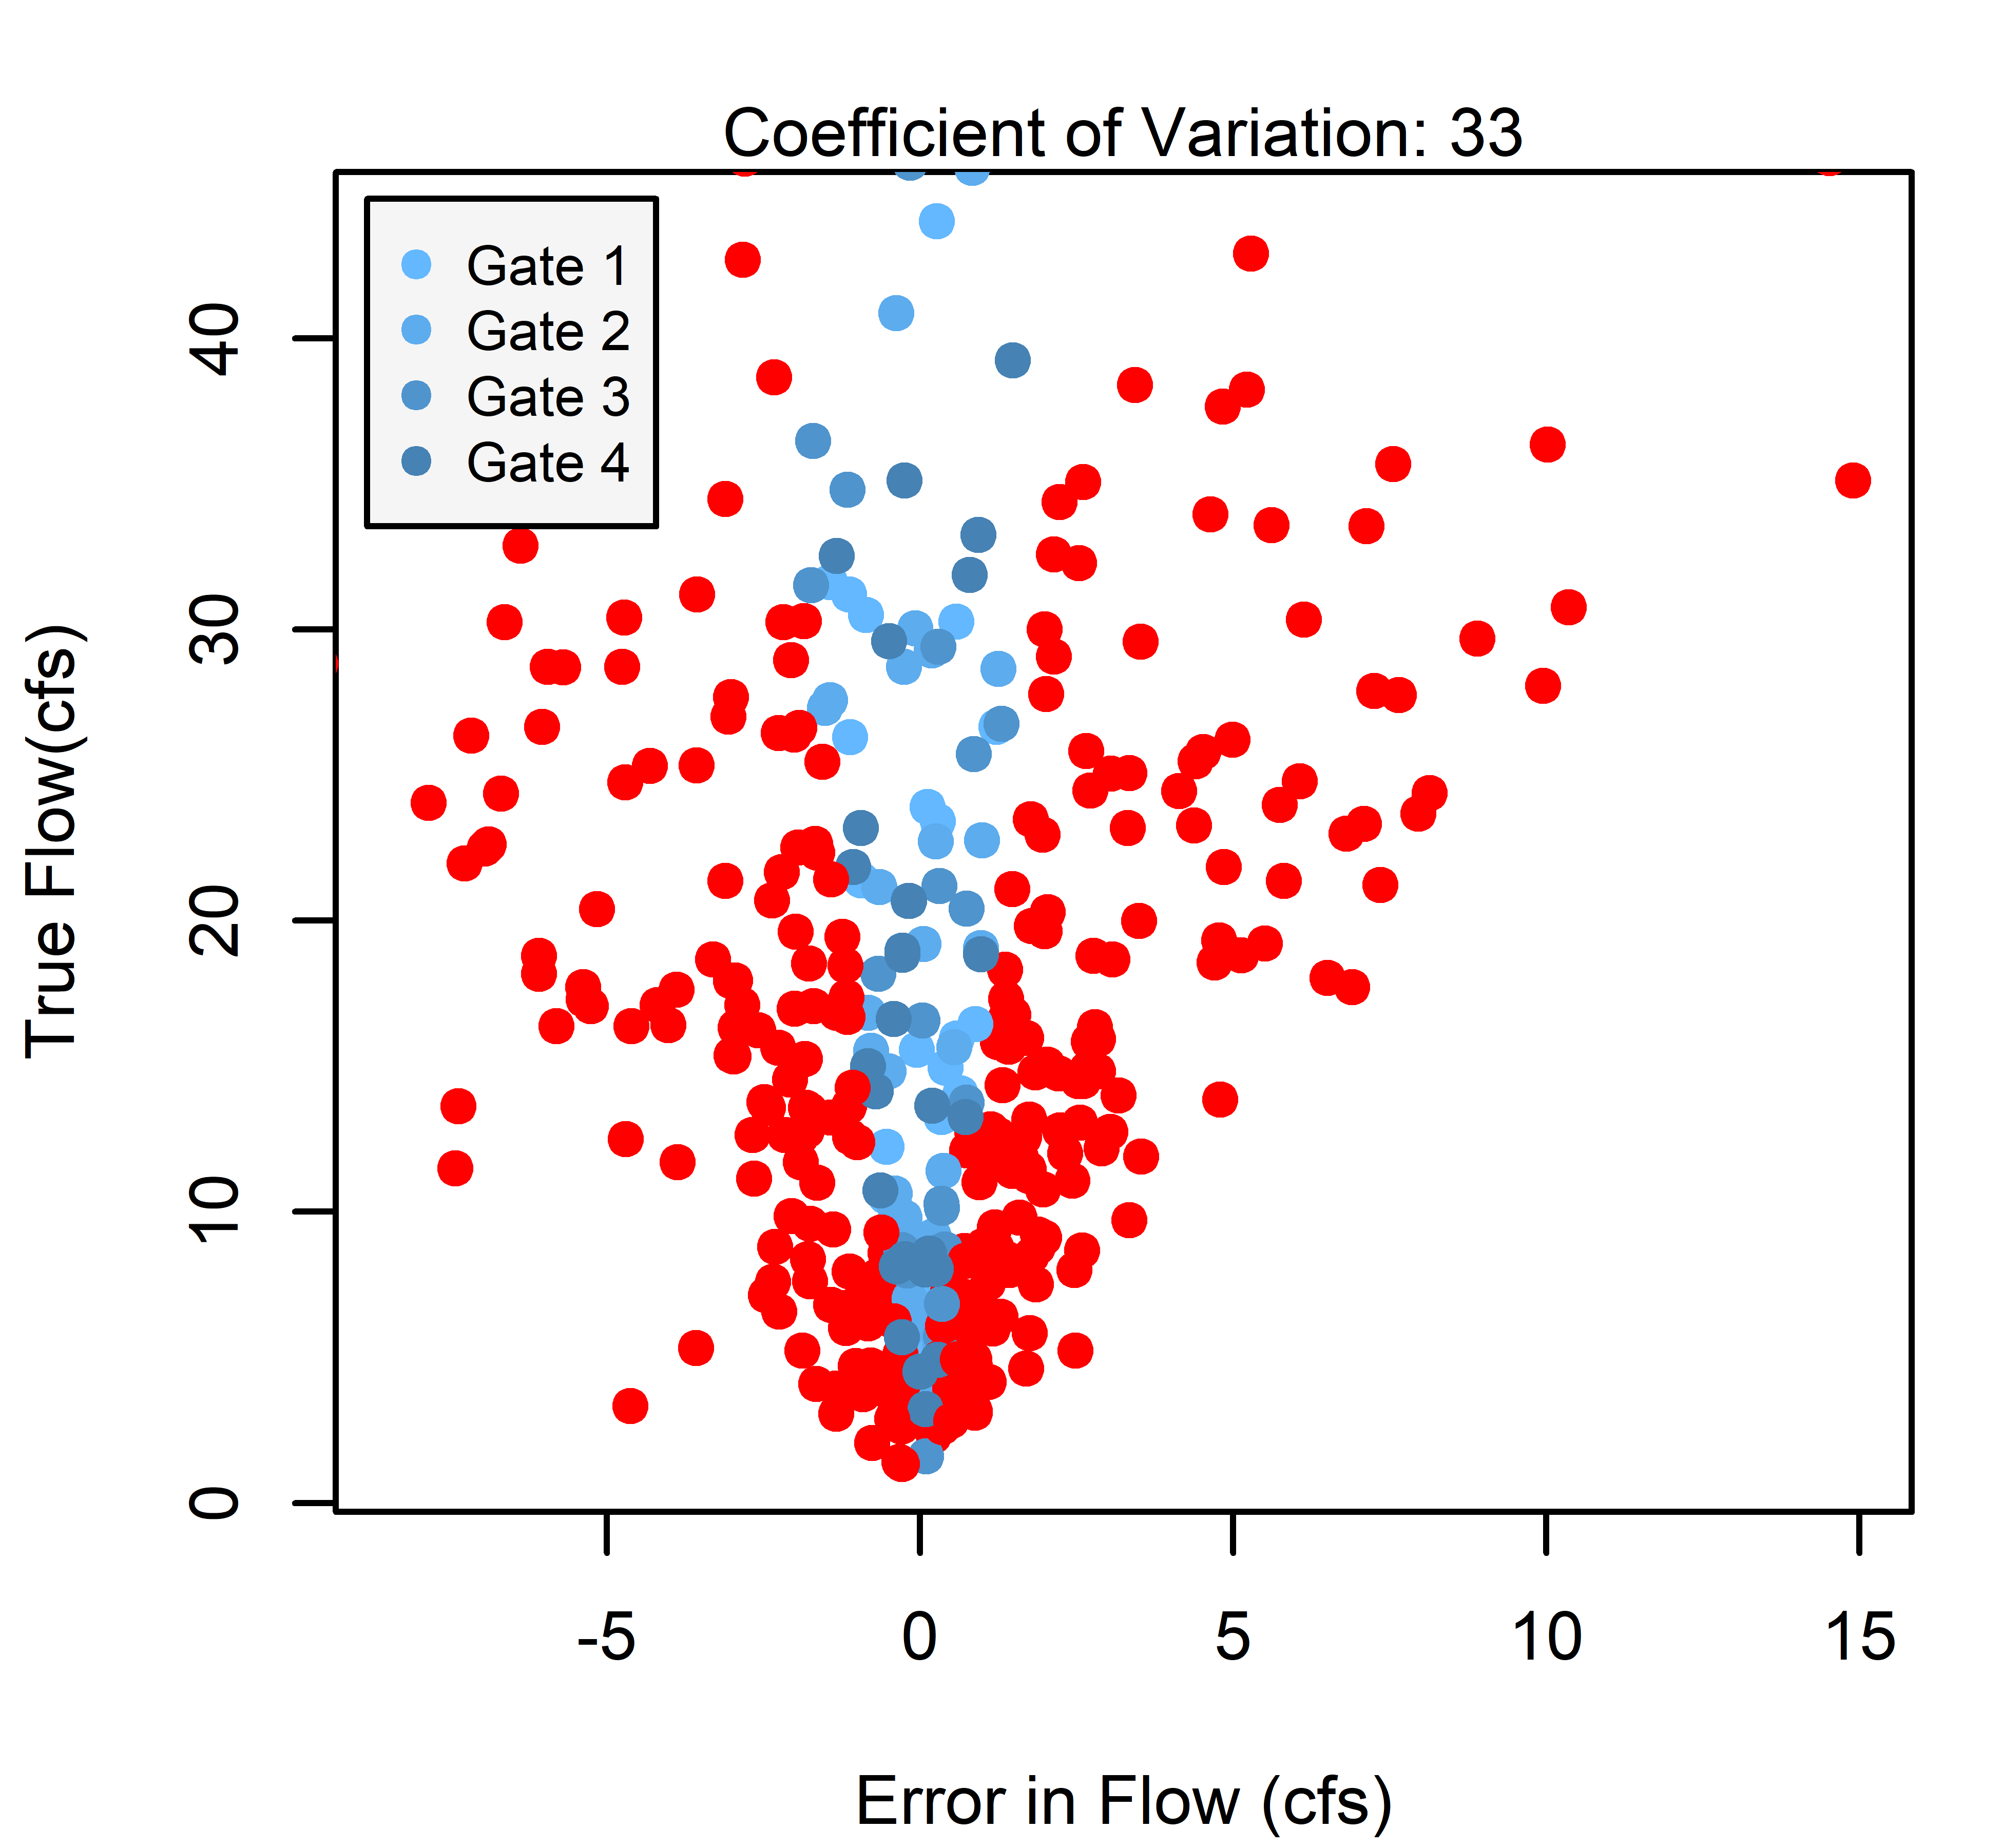 Coefficient of Variation: 33
Gate 1
Gate 2
Gate 3
Gate 4
True Flow(cfs)
40
30
20
10
0
-5 0 5 10 15
Error in Flow (cfs)